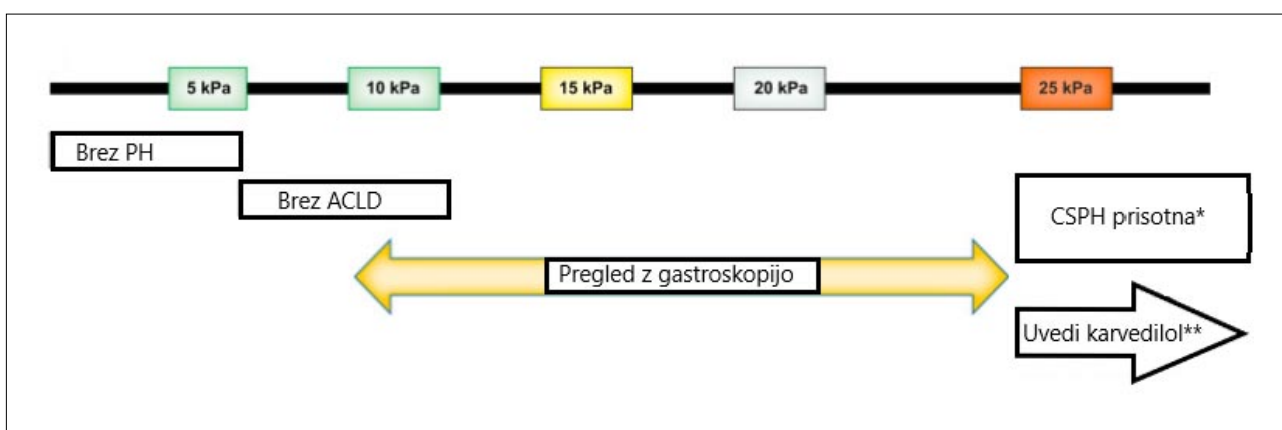 5 kPa
10 kPa
15 kPa
20 kPa
25 kPa
Brez PH
Brez ACLD
CSPH prisotna*
Pregled z gastroskopijo
Uvedi karvedilol**